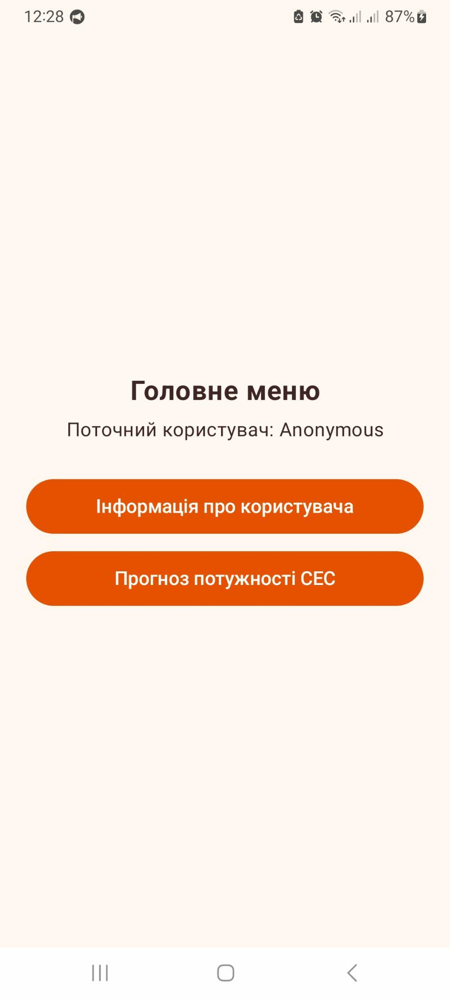 12:28
87%
Головне меню
Поточний користувач: Anonymous
Інформація про користувача
Прогноз потужності СЕС